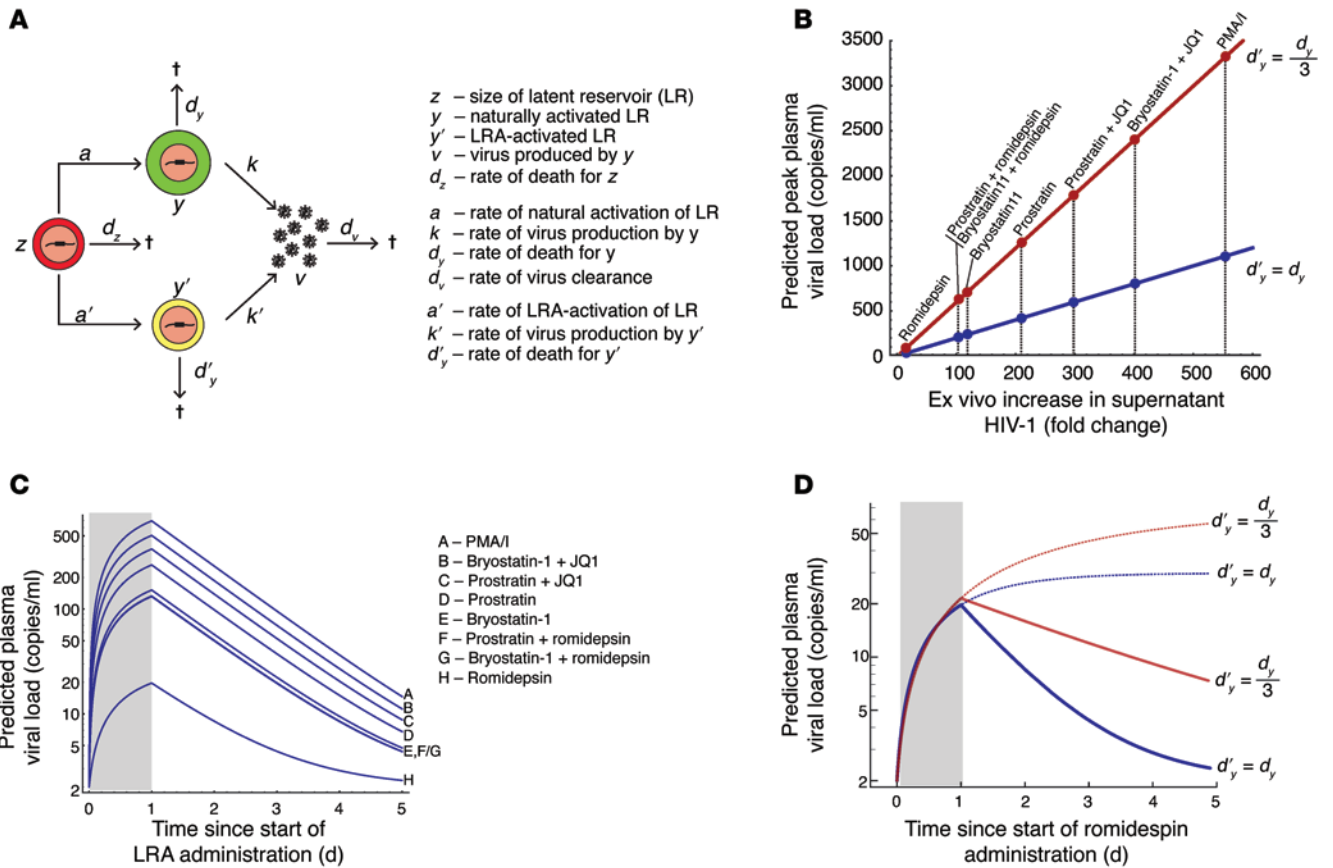 A
†
d_y
a
k
y
z
d_z
†
d_v
†
v
y′
a′
k′
d′_y
†
z – size of latent reservoir (LR)
y – naturally activated LR
y′ – LRA-activated LR
v – virus produced by y
d_z – rate of death for z
a – rate of natural activation of LR
k – rate of virus production by y
d_y – rate of death for y
d_v – rate of virus clearance
a′ – rate of LRA-activation of LR
k′ – rate of virus production by y′
d′_y – rate of death for y′
B
Predicted peak plasma
viral load (copies/ml)
3500
3000
2500
2000
1500
1000
500
0
Romidepsin
Prostratin + romidepsin
Bryostatin11 + romidepsin
Bryostatin11
Prostratin
Prostratin + JQ1
Bryostatin-1 + JQ1
PMA/I
d′_y = d_y/3
d′_y = d_y
0 100 200 300 400 500 600
Ex vivo increase in supernatant
HIV-1 (fold change)
C
Predicted plasma
viral load (copies/ml)
500
200
100
50
20
10
5
2
A
B
C
D
E,F/G
H
0 1 2 3 4 5
Time since start of
LRA administration (d)
A – PMA/I
B – Bryostatin-1 + JQ1
C – Prostratin + JQ1
D – Prostratin
E – Bryostatin-1
F – Prostratin + romidepsin
G – Bryostatin-1 + romidepsin
H – Romidepsin
D
Predicted plasma
viral load (copies/ml)
50
20
10
5
2
d′_y = d_y/3
d′_y = d_y
d′_y = d_y/3
d′_y = d_y
0 1 2 3 4 5
Time since start of romidespin
administration (d)